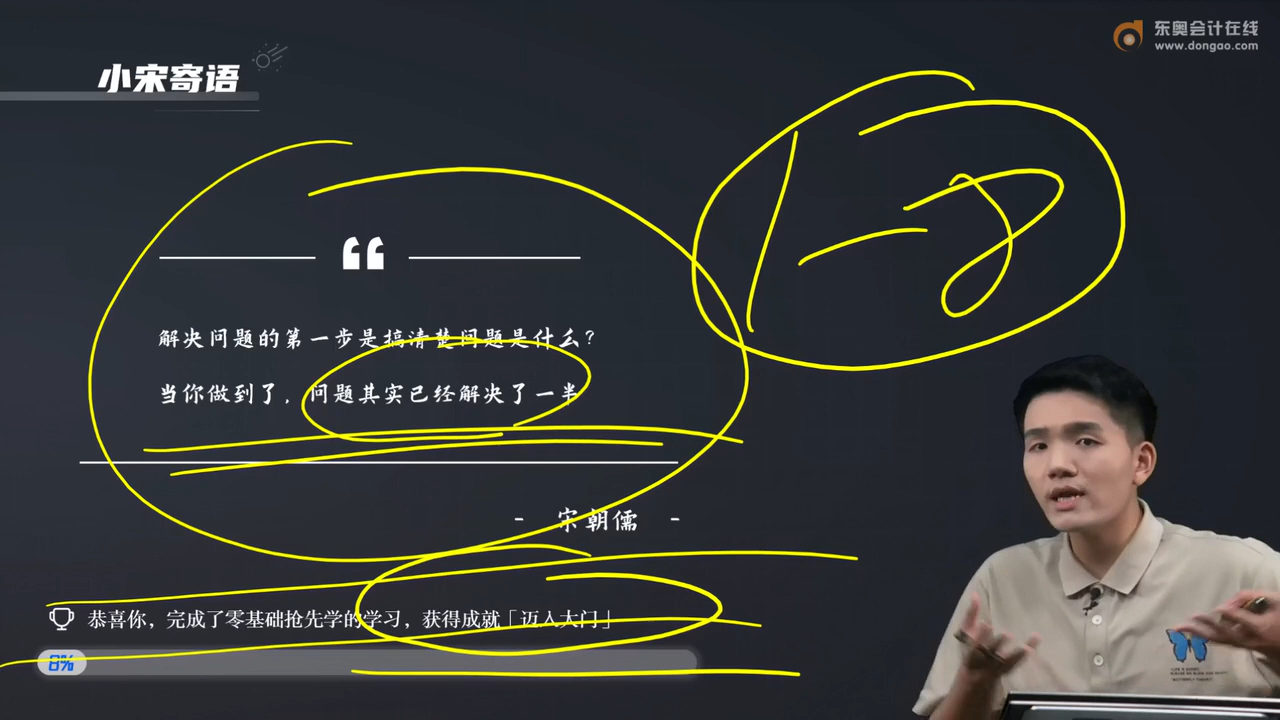 东奥会计在线
www.dongao.com
小宋寄语
解决问题的第一步是搞清楚问题是什么？
当你做到了，问题其实已经解决了一半
- 宋朝儒 -
恭喜你，完成了零基础抢先学的学习，获得成就「迈入大门」
8%
1-8